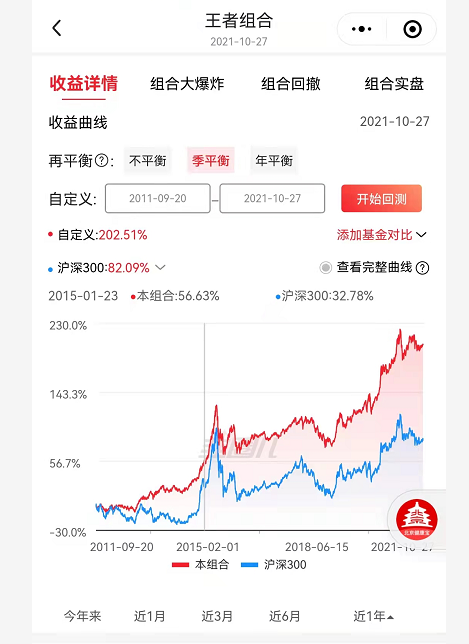 王者组合
2021-10-27
收益详情 组合大爆炸 组合回撤 组合实盘
收益曲线 2021-10-27
再平衡?: 不平衡 季平衡 年平衡
自定义: 2011-09-20 – 2021-10-27 开始回测
自定义:202.51% 添加基金对比
沪深300:82.09% 查看完整曲线?
2015-01-23 本组合:56.63% 沪深300:32.78%
230.0%
143.3%
56.7%
-30.0%
北京健康宝
2011-09-20 2015-02-01 2018-06-15 2021-10-27
本组合 沪深300
今年来 近1月 近3月 近6月 近1年